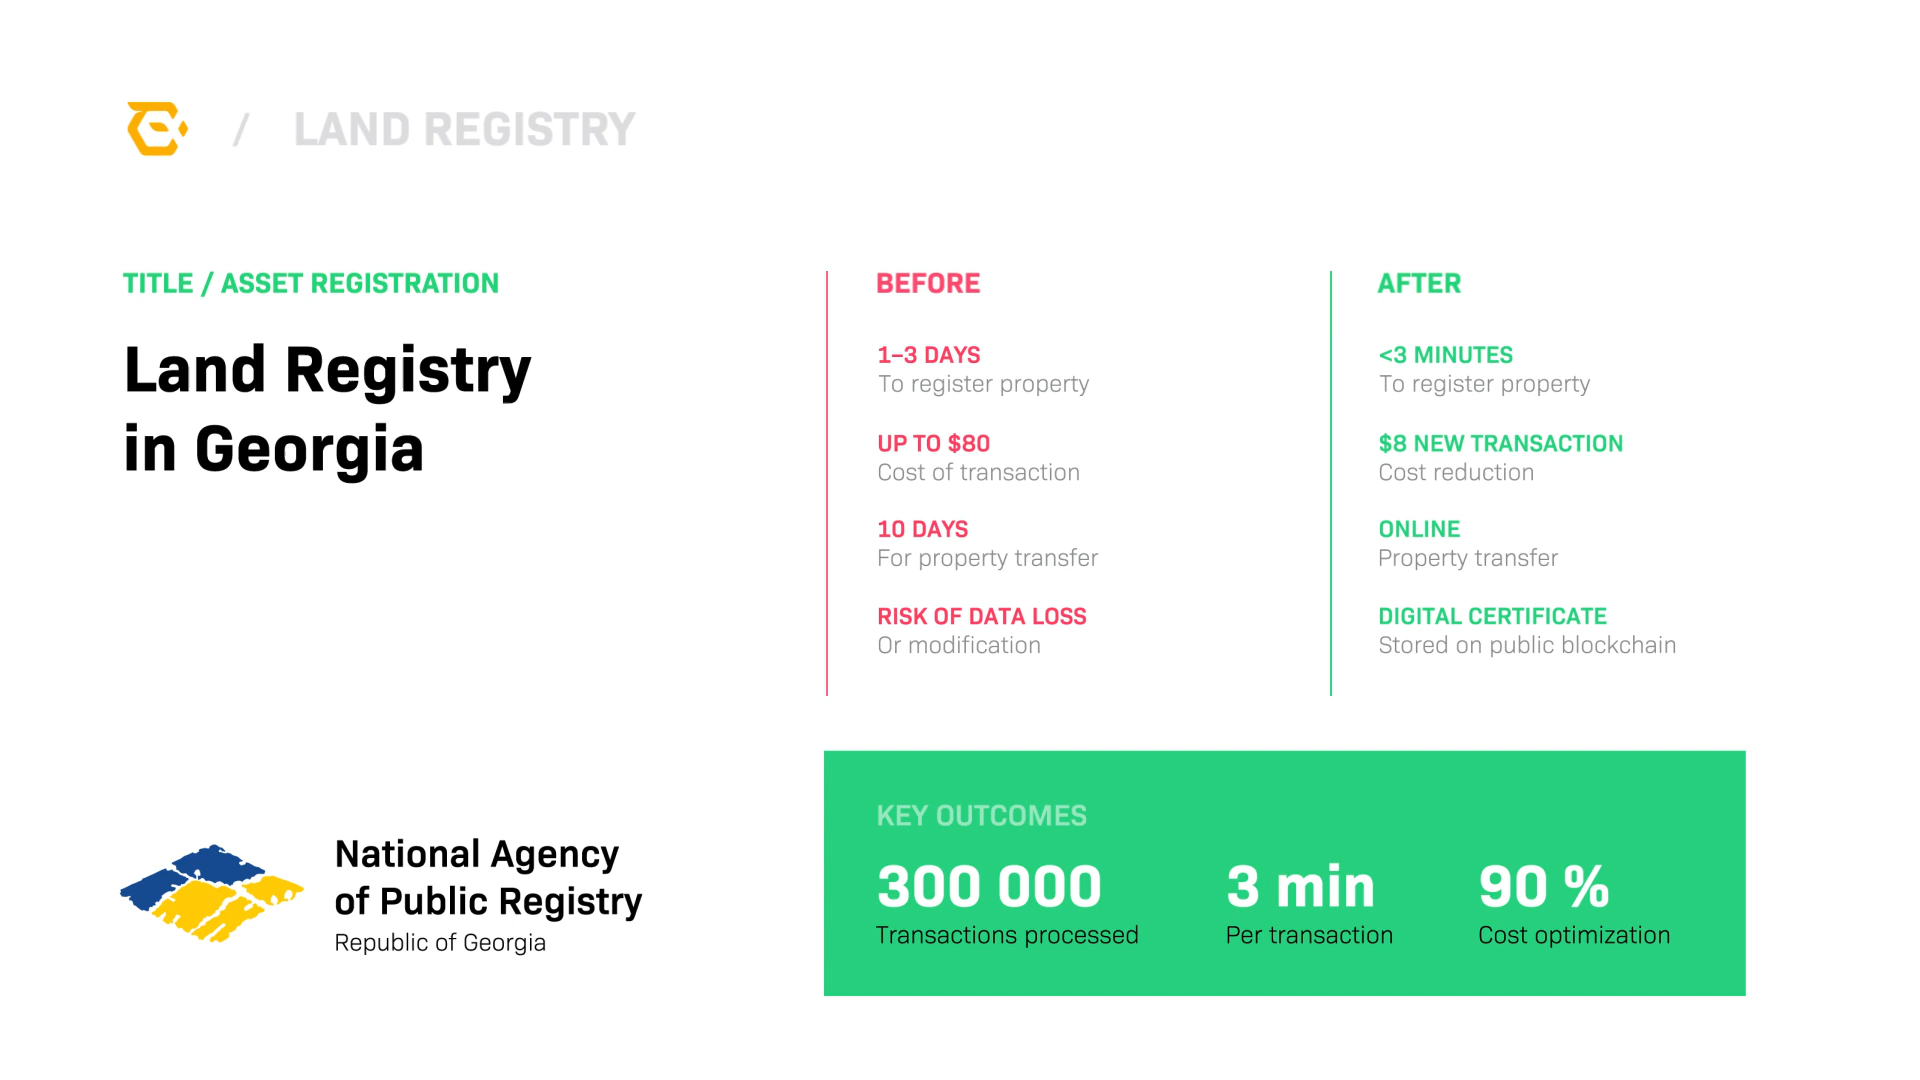 / LAND REGISTRY
TITLE / ASSET REGISTRATION
Land Registry
in Georgia
BEFORE
1–3 DAYS
To register property
UP TO $80
Cost of transaction
10 DAYS
For property transfer
RISK OF DATA LOSS
Or modification
AFTER
<3 MINUTES
To register property
$8 NEW TRANSACTION
Cost reduction
ONLINE
Property transfer
DIGITAL CERTIFICATE
Stored on public blockchain
National Agency
of Public Registry
Republic of Georgia
KEY OUTCOMES
300 000
Transactions processed
3 min
Per transaction
90 %
Cost optimization